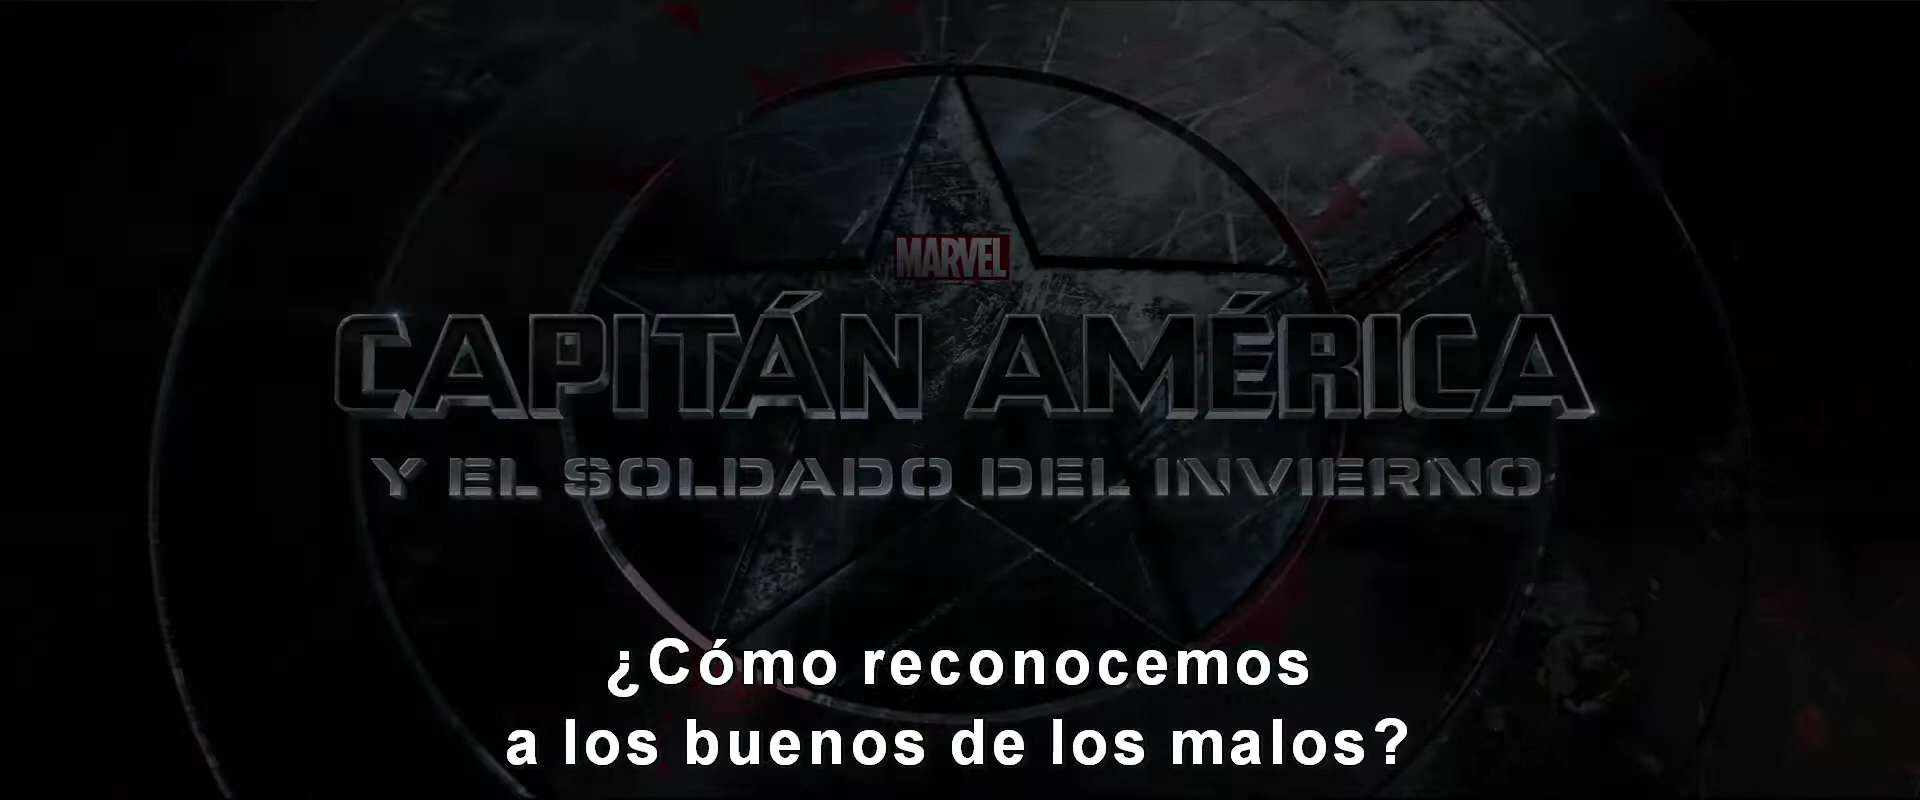 MARVEL
CAPITÁN AMÉRICA
Y EL SOLDADO DEL INVIERNO
¿Cómo reconocemos
a los buenos de los malos?